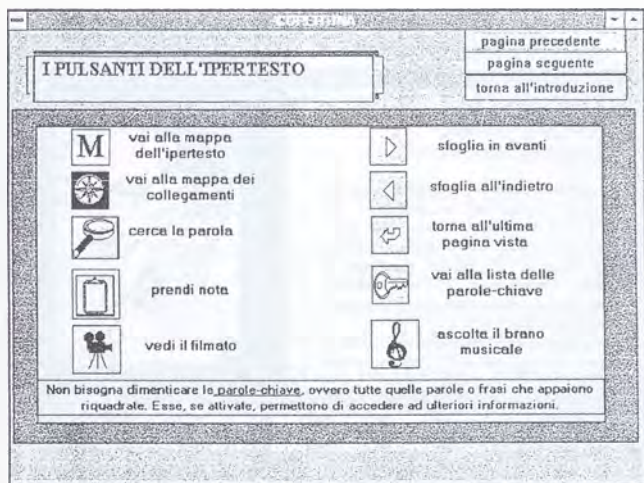 COPERTINA
pagina precedente
I PULSANTI DELL'IPERTESTO
pagina seguente
torna all'introduzione
M
vai alla mappa
dell'ipertesto
vai alla mappa dei
collegamenti
cerca la parola
prendi nota
vedi il filmato
sfoglia in avanti
sfoglia all'indietro
torna all'ultima
pagina vista
vai alla lista delle
parole-chiave
ascolta il brano
musicale
Non bisogna dimenticare le parole-chiave, ovvero tutte quelle parole o frasi che appaiono
riquadrate. Esse, se attivate, permettono di accedere ad ulteriori informazioni.